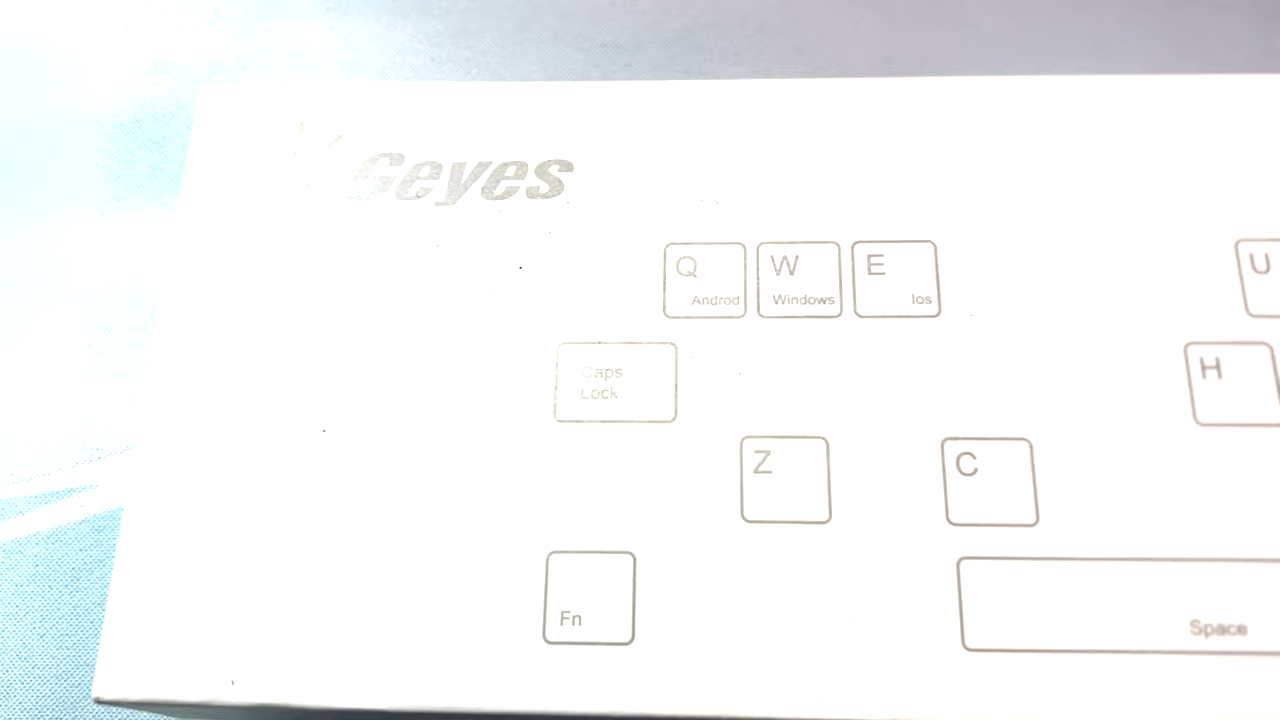 Geyes
Q W E U
Androd Windows Ios
Caps H
Lock
Z C
Fn Space